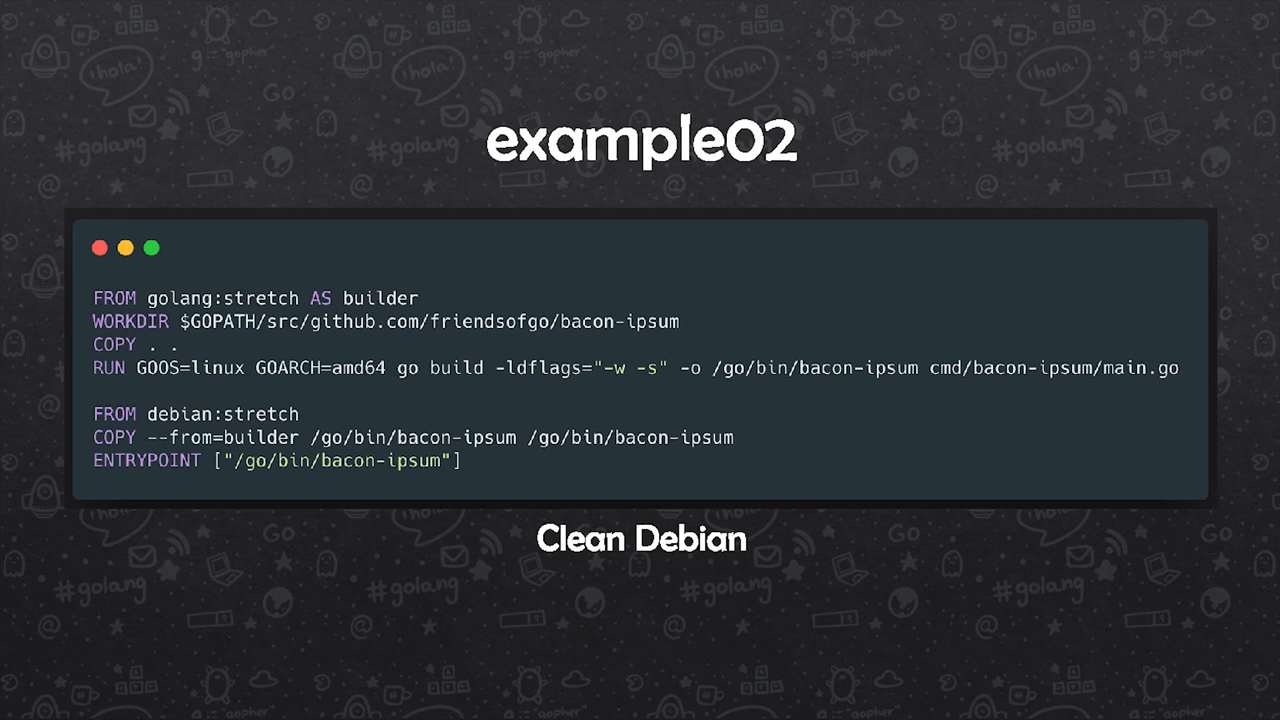 example02
FROM golang:stretch AS builder
WORKDIR $GOPATH/src/github.com/friendsofgo/bacon-ipsum
COPY . .
RUN GOOS=linux GOARCH=amd64 go build -ldflags="-w -s" -o /go/bin/bacon-ipsum cmd/bacon-ipsum/main.go
FROM debian:stretch
COPY --from=builder /go/bin/bacon-ipsum /go/bin/bacon-ipsum
ENTRYPOINT ["/go/bin/bacon-ipsum"]
Clean Debian